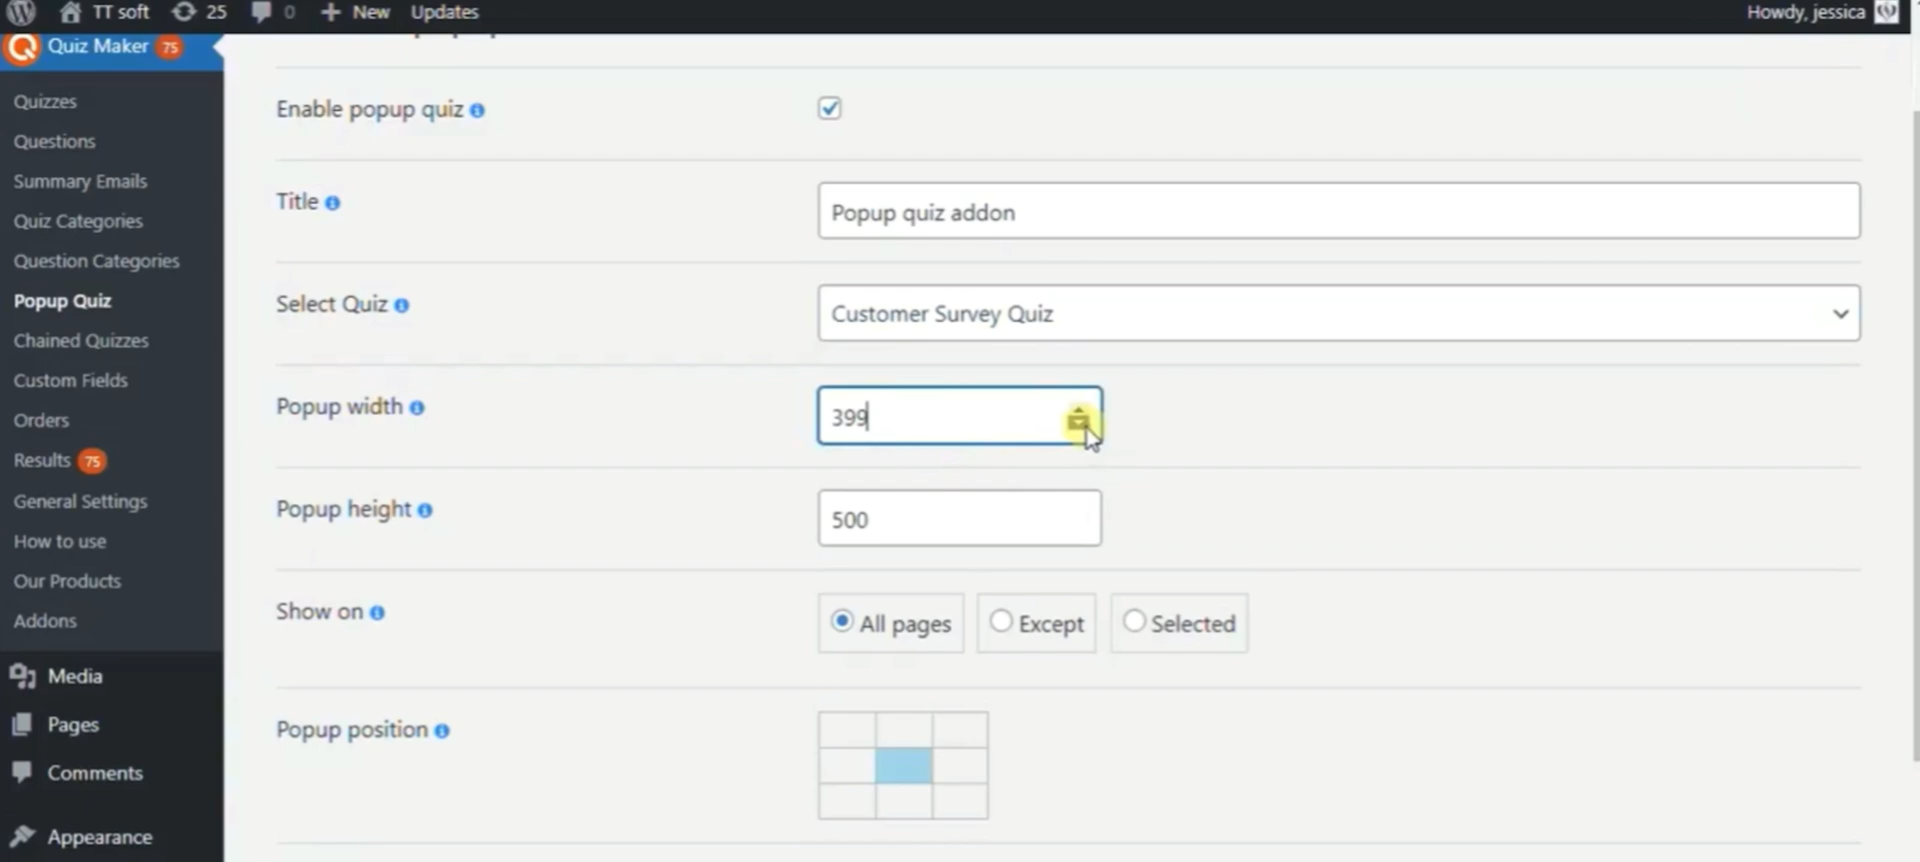 TT soft 25 0 New Updates Howdy, jessica
Quiz Maker 75
Quizzes
Questions
Summary Emails
Quiz Categories
Question Categories
Popup Quiz
Chained Quizzes
Custom Fields
Orders
Results 75
General Settings
How to use
Our Products
Addons
Media
Pages
Comments
Appearance
Enable popup quiz
Title
Popup quiz addon
Select Quiz
Customer Survey Quiz
Popup width
399
Popup height
500
Show on
All pages Except Selected
Popup position